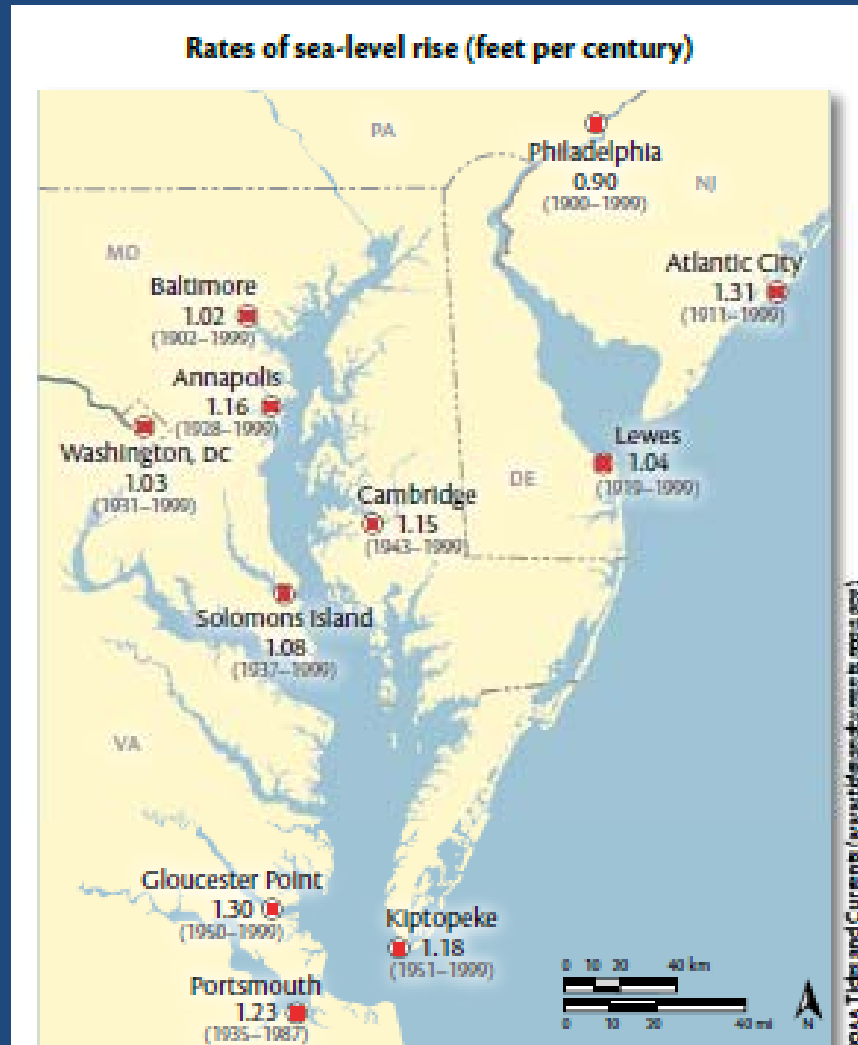 Rates of sea-level rise (feet per century)
PA
Philadelphia
0.90
(1900–1999)
NJ
MD
Atlantic City
1.31
(1911–1999)
Baltimore
1.02
(1902–1999)
Annapolis
1.16
(1928–1999)
Washington, DC
1.03
(1931–1999)
Lewes
1.04
(1919–1999)
DE
Cambridge
1.15
(1943–1999)
Solomons Island
1.08
(1937–1999)
VA
Gloucester Point
1.30
(1950–1999)
Kiptopeke
1.18
(1951–1999)
Portsmouth
1.23
(1935–1987)
0 10 20 40 km
0 10 20 40 mi
N
Tides and Currents